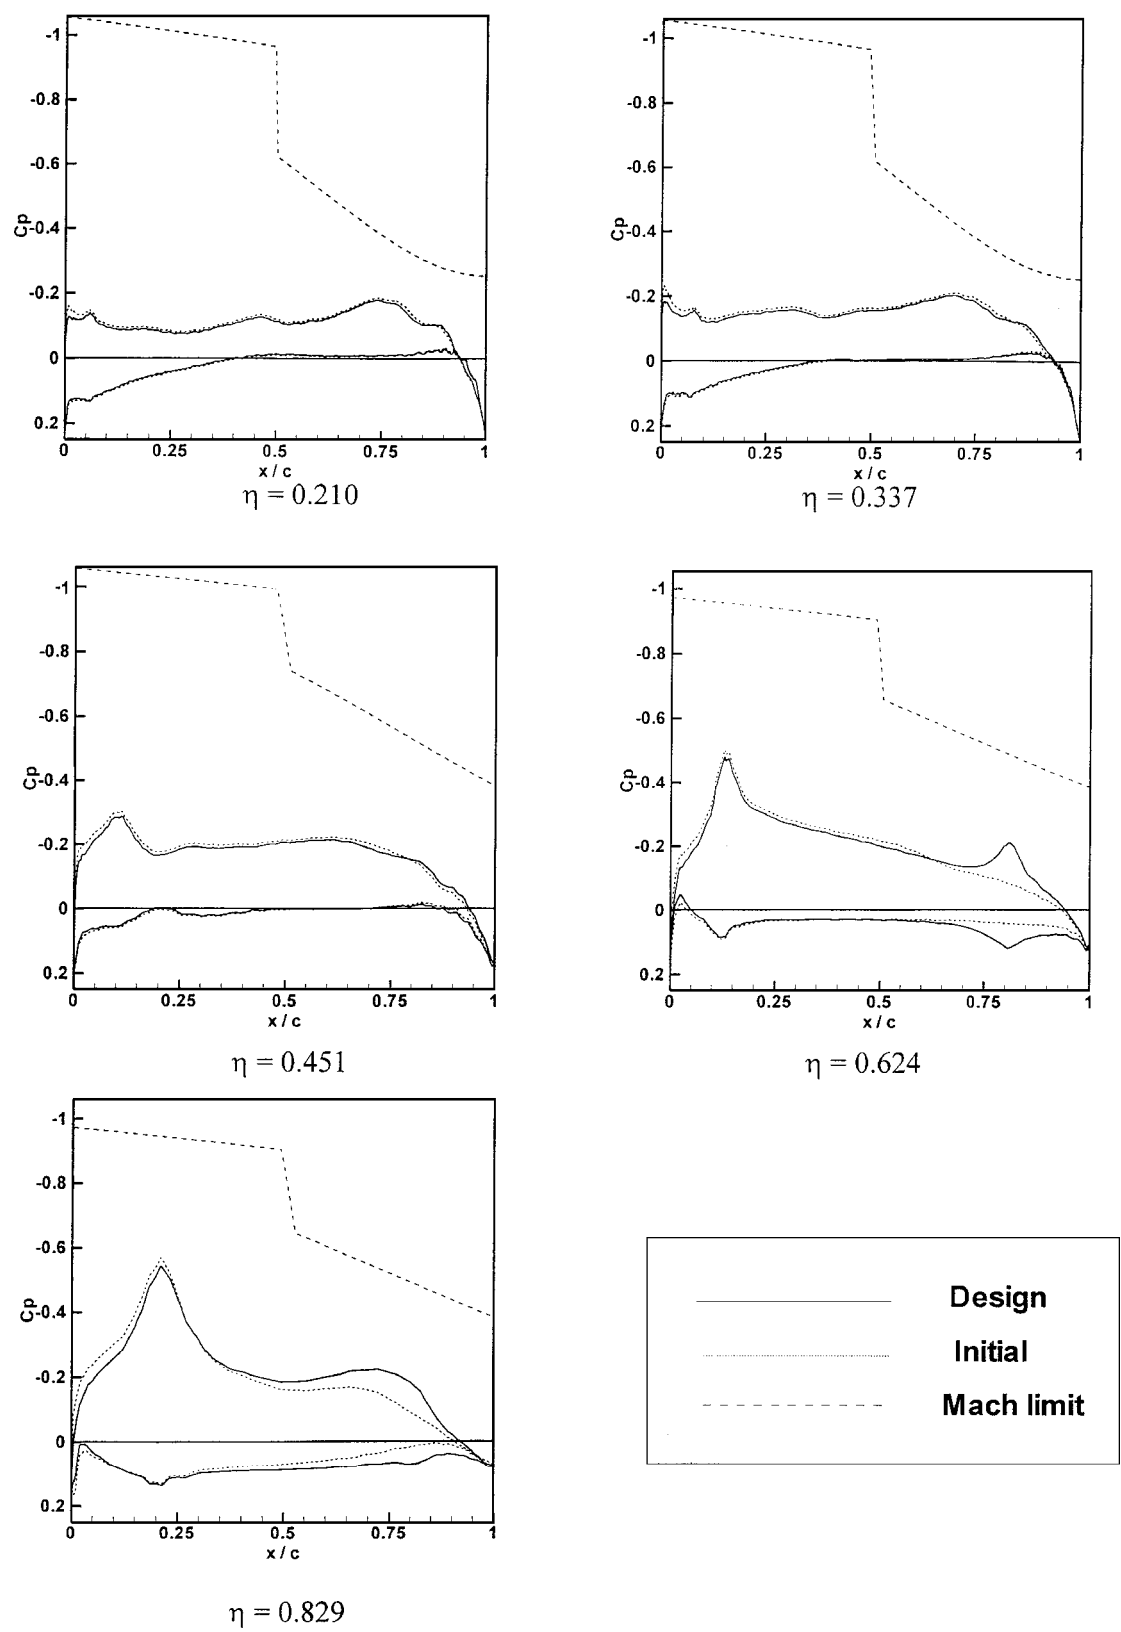 -1
-0.8
-0.6
Cp
-0.4
-0.2
0
0.2
0 0.25 0.5 0.75 1
x / c
η = 0.210
-1
-0.8
-0.6
Cp
-0.4
-0.2
0
0.2
0 0.25 0.5 0.75 1
x / c
η = 0.337
-1
-0.8
-0.6
Cp
-0.4
-0.2
0
0.2
0 0.25 0.5 0.75 1
x / c
η = 0.451
-1
-0.8
-0.6
Cp
-0.4
-0.2
0
0.2
0 0.25 0.5 0.75 1
x / c
η = 0.624
-1
-0.8
-0.6
Cp
-0.4
-0.2
0
0.2
0 0.25 0.5 0.75 1
x / c
η = 0.829
Design
Initial
Mach limit